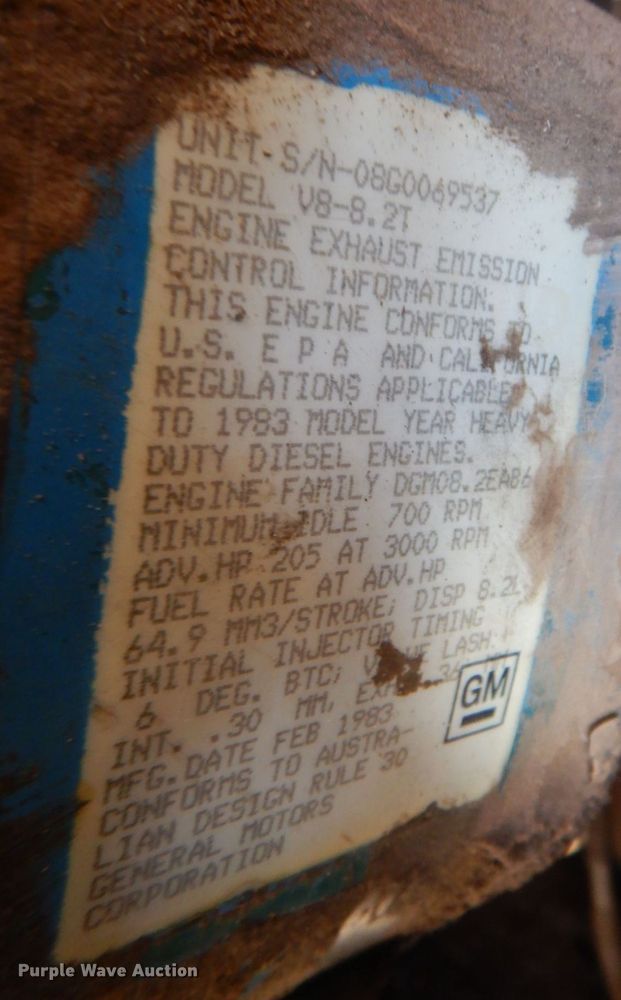 UNIT S/N-08G0069537
MODEL V8-8.2T
ENGINE EXHAUST EMISSION
CONTROL INFORMATION.
THIS ENGINE CONFORMS TO
U.S. E P A AND CALIFORNIA
REGULATIONS APPLICABLE
TO 1983 MODEL YEAR HEAVY
DUTY DIESEL ENGINES.
ENGINE FAMILY DGM08.2EAB6
MINIMUM IDLE 700 RPM
ADV.HP 205 AT 3000 RPM
FUEL RATE AT ADV.HP
64.9 MM3/STROKE; DISP 8.2L
INITIAL INJECTOR TIMING
6 DEG. BTC; VALVE LASH:
INT. .30 MM, EXH.
MFG. DATE FEB 1983
CONFORMS TO AUSTRA-
LIAN DESIGN RULE 30
GENERAL MOTORS
CORPORATION
GM
Purple Wave Auction